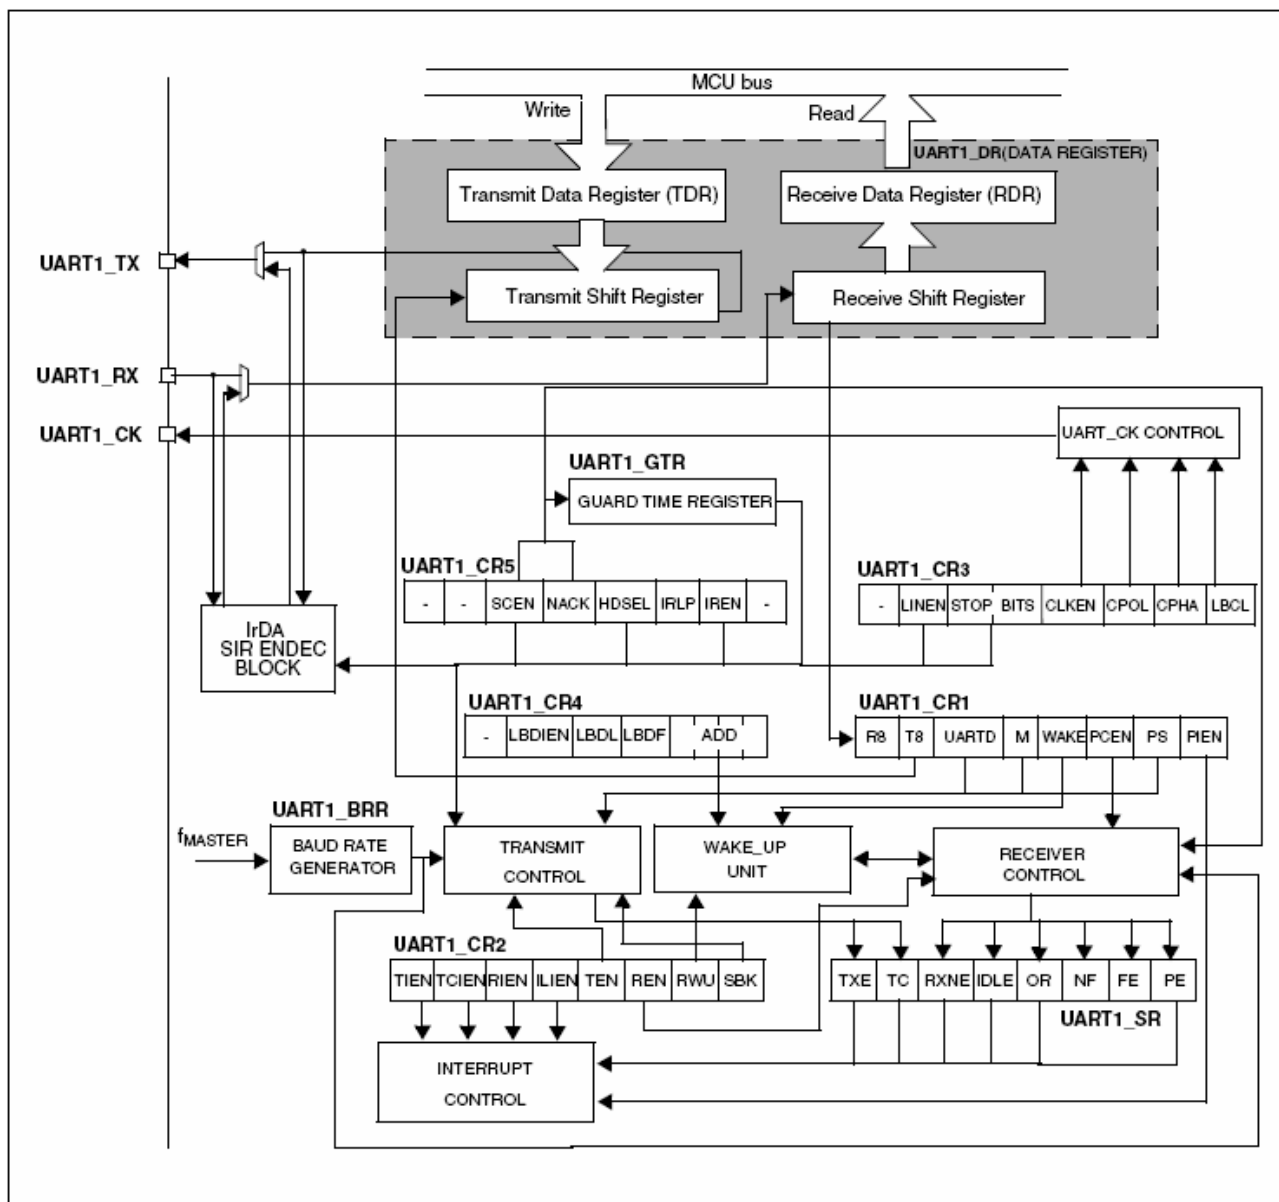 MCU bus
Write
Read
UART1_DR(DATA REGISTER)
Transmit Data Register (TDR)
Receive Data Register (RDR)
UART1_TX
Transmit Shift Register
Receive Shift Register
UART1_RX
UART1_CK
UART_CK CONTROL
UART1_GTR
GUARD TIME REGISTER
UART1_CR5
- - SCEN NACK HDSEL IRLP IREN -
UART1_CR3
- LINEN STOP BITS CLKEN CPOL CPHA LBCL
IrDA
SIR ENDEC
BLOCK
UART1_CR4
- LBDIEN LBDL LBDF ADD
UART1_CR1
R8 T8 UARTD M WAKE PCEN PS PIEN
UART1_BRR
fMASTER
BAUD RATE
GENERATOR
TRANSMIT
CONTROL
WAKE_UP
UNIT
RECEIVER
CONTROL
UART1_CR2
TIEN TCIEN RIEN ILIEN TEN REN RWU SBK
TXE TC RXNE IDLE OR NF FE PE
UART1_SR
INTERRUPT
CONTROL